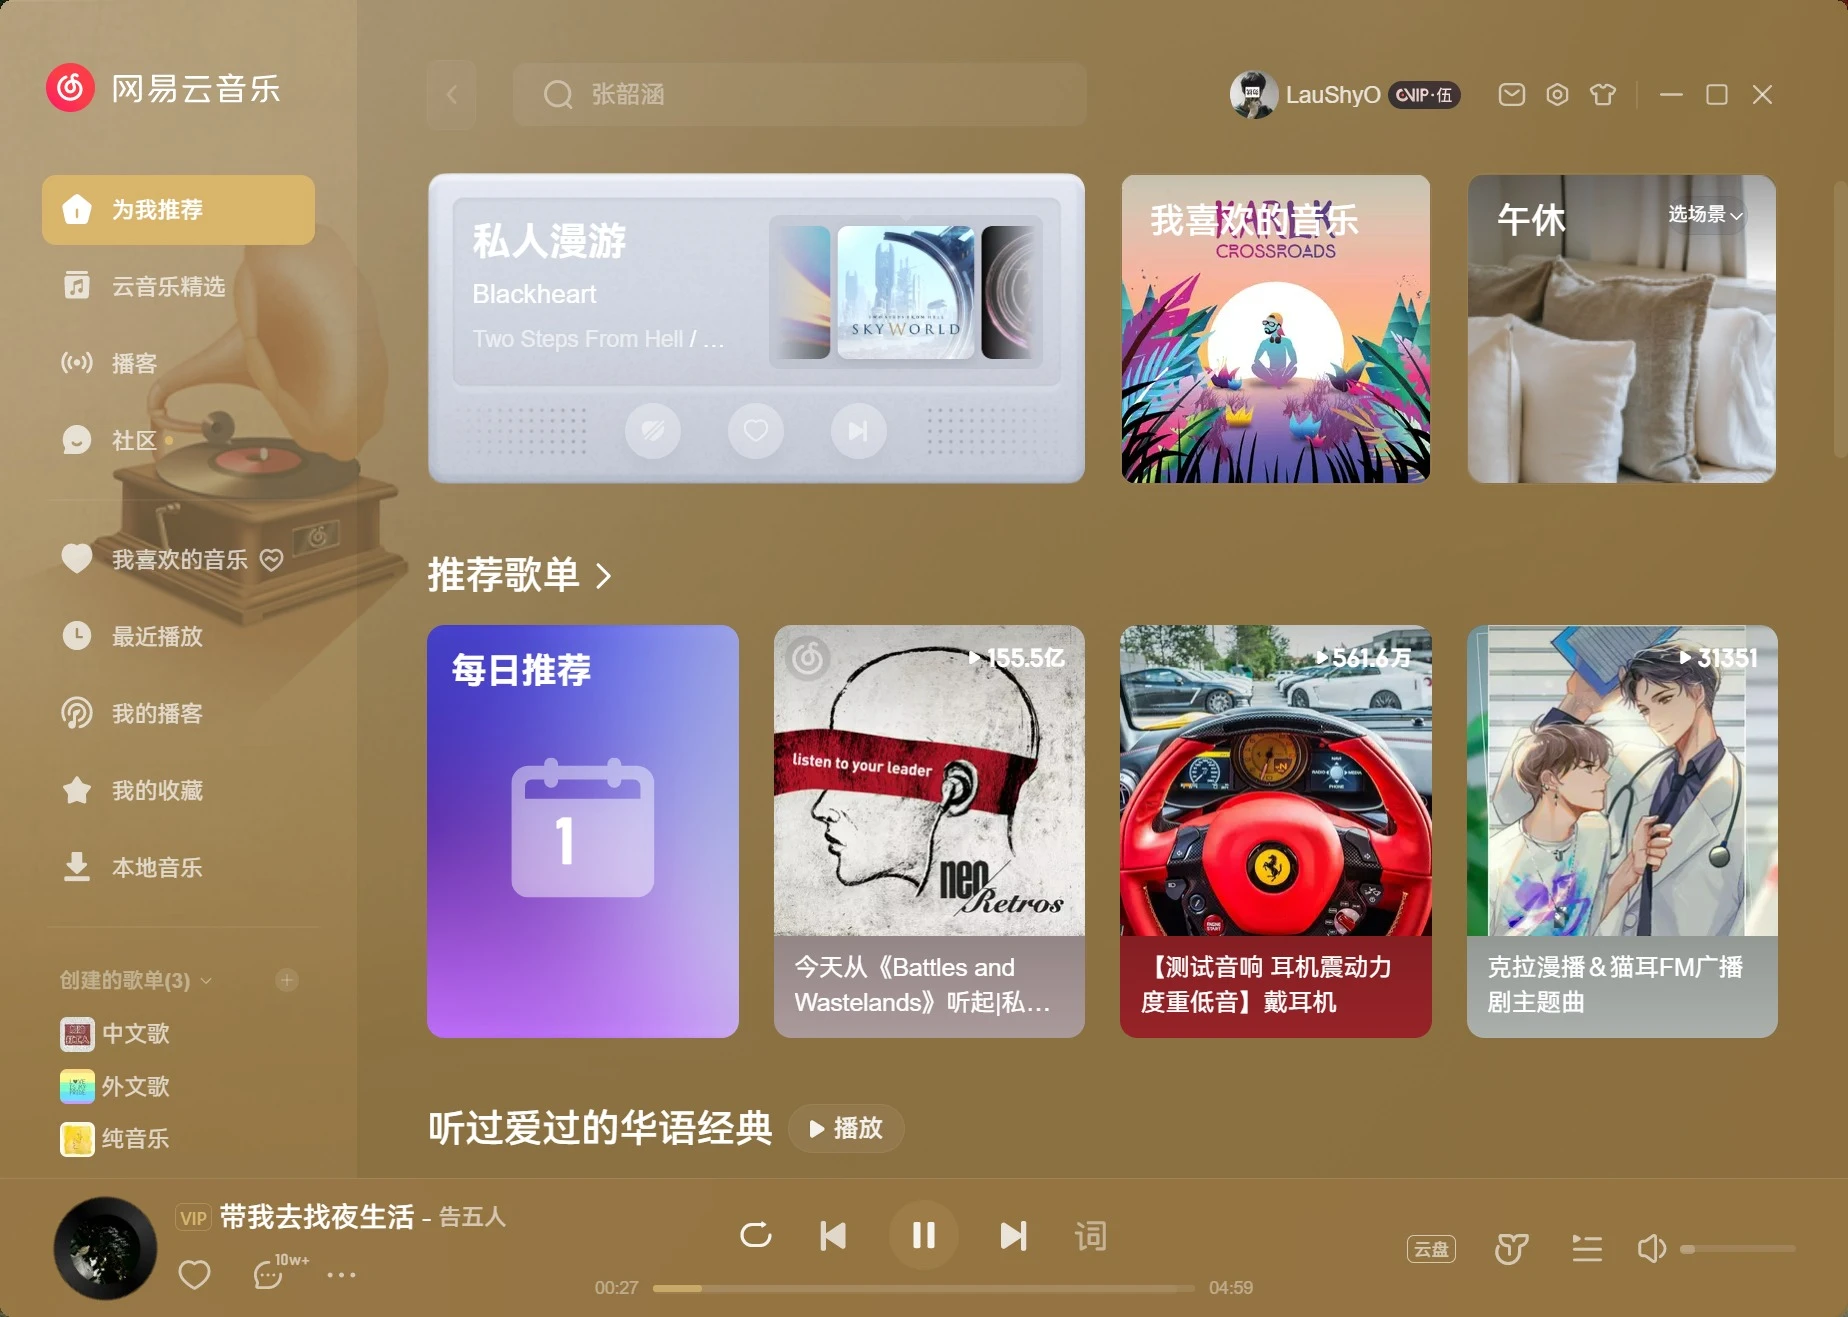 网易云音乐
张韶涵
LauShyO
VIP·伍
为我推荐
云音乐精选
播客
社区
我喜欢的音乐
最近播放
我的播客
我的收藏
本地音乐
创建的歌单(3)
中文歌
外文歌
纯音乐
私人漫游
Blackheart
Two Steps From Hell / ...
TWO STEPS FROM HELL
SKYWORLD
我喜欢的音乐
CROSSROADS
午休
选场景
推荐歌单
每日推荐
1
155.5亿
listen to your leader
neo
Retros
今天从《Battles and
Wastelands》听起|私...
561.6万
【测试音响 耳机震动力
度重低音】戴耳机
31351
克拉漫播＆猫耳FM广播
剧主题曲
听过爱过的华语经典
播放
VIP 带我去找夜生活 - 告五人
10w+
词
00:27
04:59
云盘